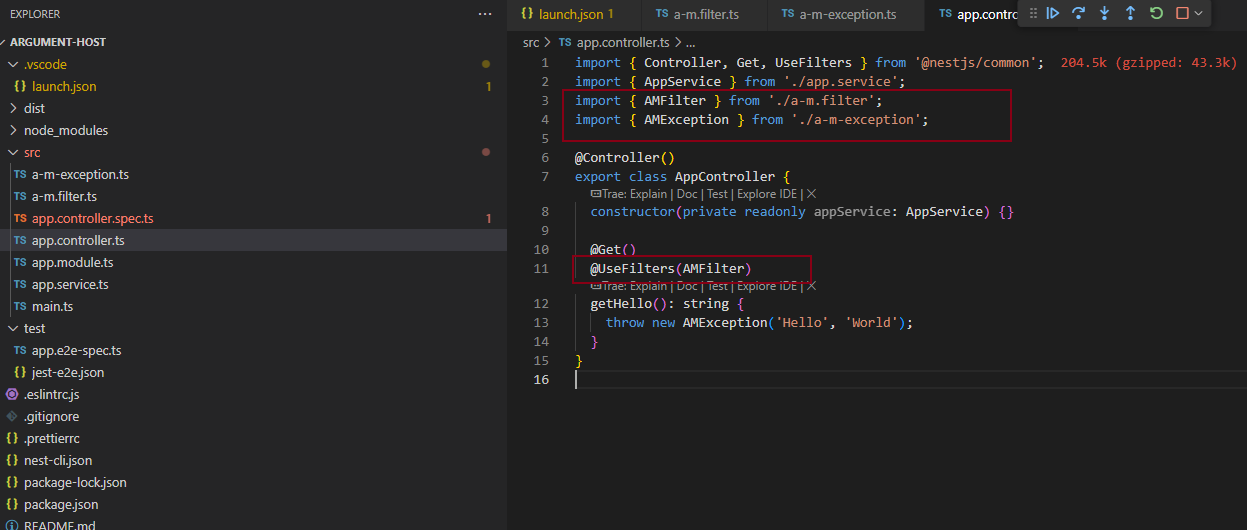 EXPLORER
ARGUMENT-HOST
.vscode
launch.json 1
dist
node_modules
src
TS a-m-exception.ts
TS a-m.filter.ts
TS app.controller.spec.ts 1
TS app.controller.ts
TS app.module.ts
TS app.service.ts
TS main.ts
test
TS app.e2e-spec.ts
{} jest-e2e.json
.eslintrc.js
.gitignore
{} .prettierrc
{} nest-cli.json
{} package-lock.json
{} package.json
README.md
{} launch.json 1
TS a-m.filter.ts
TS a-m-exception.ts
TS app.contro
src > TS app.controller.ts > ...
1 import { Controller, Get, UseFilters } from '@nestjs/common'; 204.5k (gzipped: 43.3k)
2 import { AppService } from './app.service';
3 import { AMFilter } from './a-m.filter';
4 import { AMException } from './a-m-exception';
5
6 @Controller()
7 export class AppController {
Trae: Explain | Doc | Test | Explore IDE | X
8 constructor(private readonly appService: AppService) {}
9
10 @Get()
11 @UseFilters(AMFilter)
Trae: Explain | Doc | Test | Explore IDE | X
12 getHello(): string {
13 throw new AMException('Hello', 'World');
14 }
15 }
16